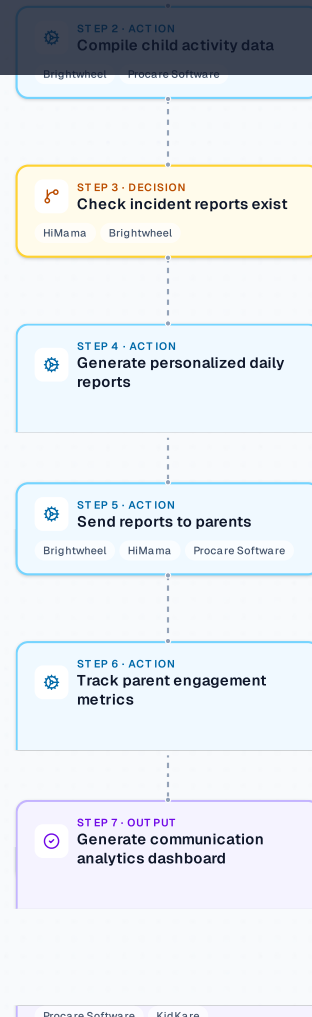 STEP 2 · ACTION
Compile child activity data
Brightwheel Procare Software
STEP 3 · DECISION
Check incident reports exist
HiMama Brightwheel
STEP 4 · ACTION
Generate personalized daily
reports
STEP 5 · ACTION
Send reports to parents
Brightwheel HiMama Procare Software
STEP 6 · ACTION
Track parent engagement
metrics
STEP 7 · OUTPUT
Generate communication
analytics dashboard
Procare Software KidKare